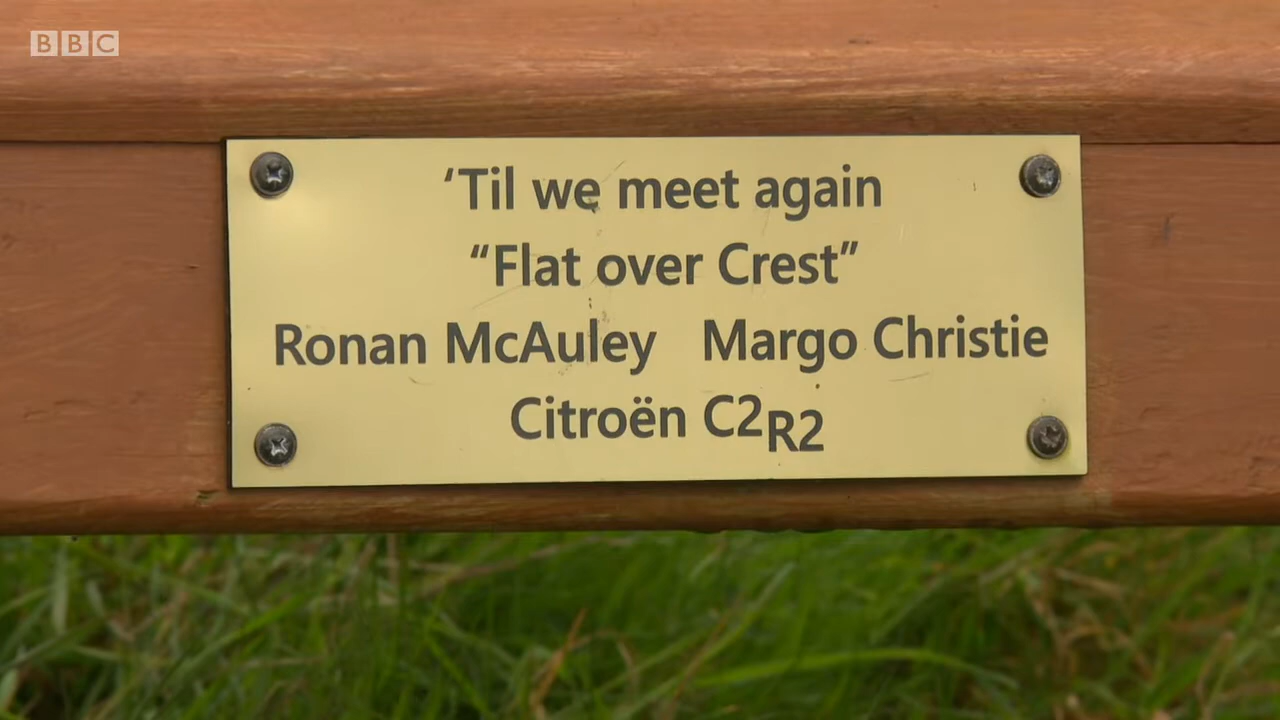 BBC
‘Til we meet again
“Flat over Crest”
Ronan McAuley Margo Christie
Citroën C2R2